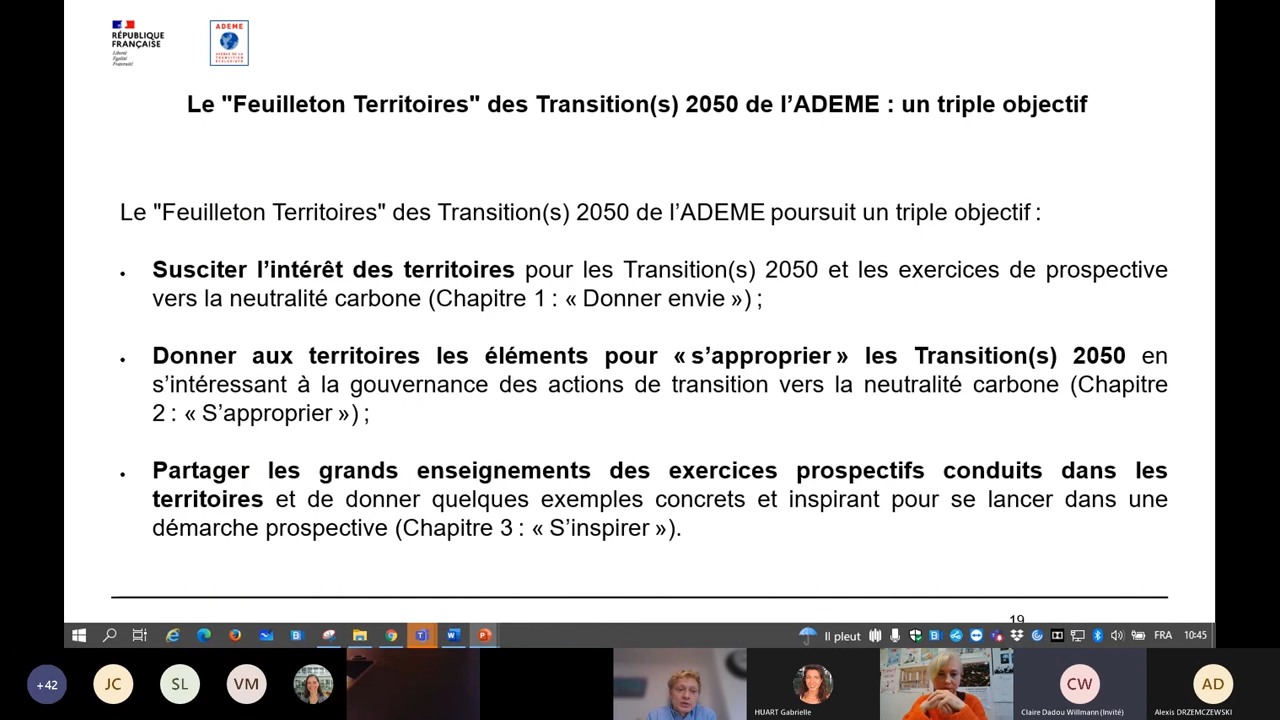 RÉPUBLIQUE
FRANÇAISE
Liberté
Égalité
Fraternité
ADEME
AGENCE DE LA
TRANSITION
ÉCOLOGIQUE
Le "Feuilleton Territoires" des Transition(s) 2050 de l’ADEME : un triple objectif
Le "Feuilleton Territoires" des Transition(s) 2050 de l’ADEME poursuit un triple objectif :
• Susciter l’intérêt des territoires pour les Transition(s) 2050 et les exercices de prospective
vers la neutralité carbone (Chapitre 1 : « Donner envie ») ;
• Donner aux territoires les éléments pour « s’approprier » les Transition(s) 2050 en
s’intéressant à la gouvernance des actions de transition vers la neutralité carbone (Chapitre
2 : « S’approprier ») ;
• Partager les grands enseignements des exercices prospectifs conduits dans les
territoires et de donner quelques exemples concrets et inspirant pour se lancer dans une
démarche prospective (Chapitre 3 : « S’inspirer »).
19
Il pleut
FRA
10:45
+42
JC
SL
VM
HUART Gabrielle
CW
Claire Dadou Willmann (Invité)
AD
Alexis DRZEMCZEWSKI